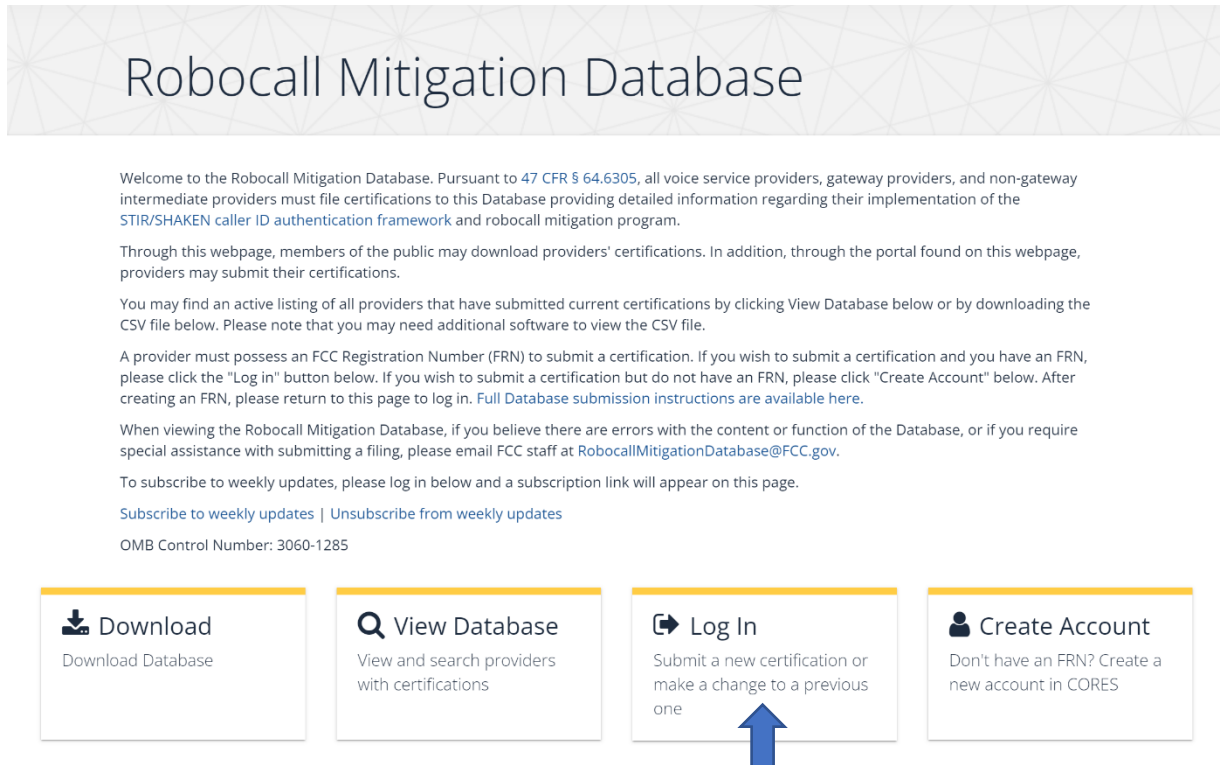 Robocall Mitigation Database
Welcome to the Robocall Mitigation Database. Pursuant to 47 CFR § 64.6305, all voice service providers, gateway providers, and non-gateway
intermediate providers must file certifications to this Database providing detailed information regarding their implementation of the
STIR/SHAKEN caller ID authentication framework and robocall mitigation program.
Through this webpage, members of the public may download providers' certifications. In addition, through the portal found on this webpage,
providers may submit their certifications.
You may find an active listing of all providers that have submitted current certifications by clicking View Database below or by downloading the
CSV file below. Please note that you may need additional software to view the CSV file.
A provider must possess an FCC Registration Number (FRN) to submit a certification. If you wish to submit a certification and you have an FRN,
please click the "Log in" button below. If you wish to submit a certification but do not have an FRN, please click "Create Account" below. After
creating an FRN, please return to this page to log in. Full Database submission instructions are available here.
When viewing the Robocall Mitigation Database, if you believe there are errors with the content or function of the Database, or if you require
special assistance with submitting a filing, please email FCC staff at RobocallMitigationDatabase@FCC.gov.
To subscribe to weekly updates, please log in below and a subscription link will appear on this page.
Subscribe to weekly updates | Unsubscribe from weekly updates
OMB Control Number: 3060-1285
Download
Download Database
View Database
View and search providers
with certifications
Log In
Submit a new certification or
make a change to a previous
one
Create Account
Don't have an FRN? Create a
new account in CORES